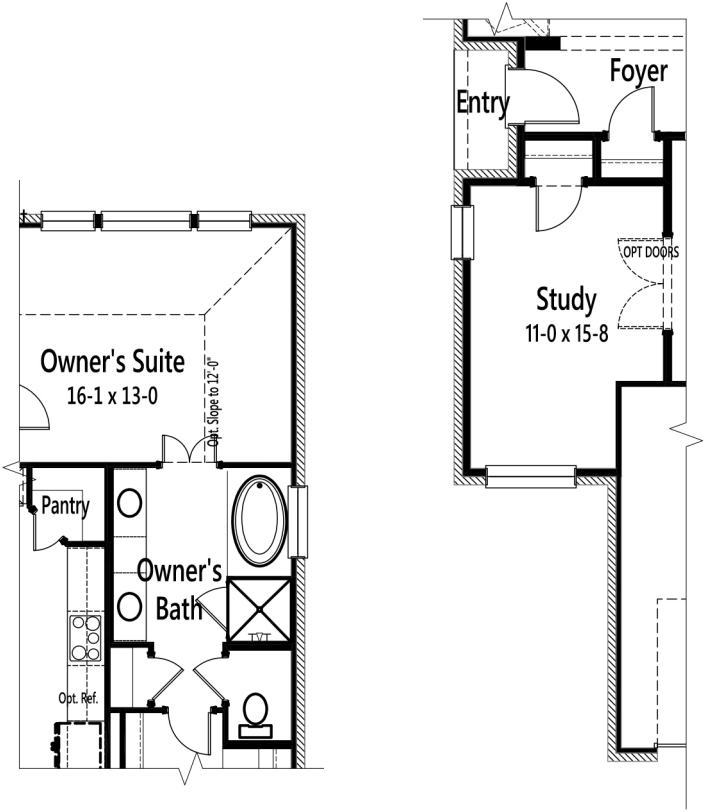 Foyer
Entry
OPT DOORS
Study
11-0 x 15-8
Owner's Suite
16-1 x 13-0
Opt. Slope to 12'-0"
Pantry
Owner's
Bath
Opt. Ref.